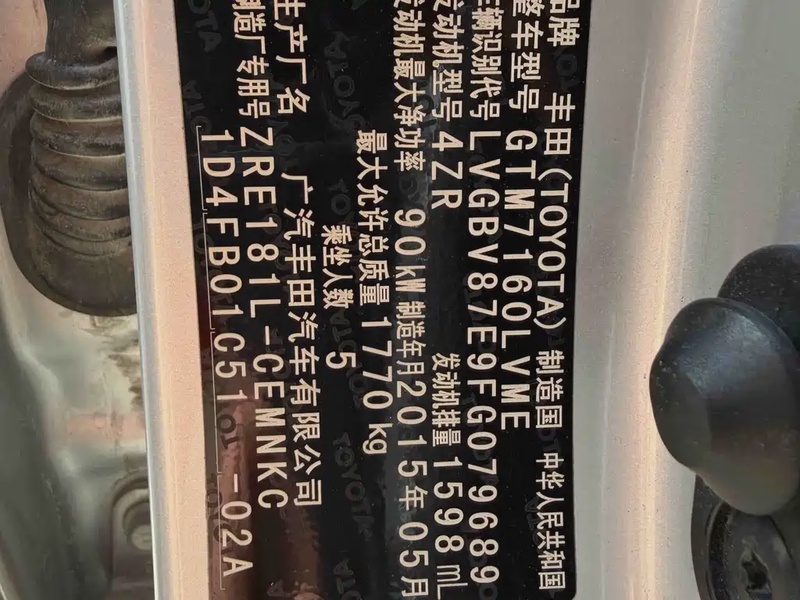 品牌 丰田(TOYOTA) 制造国 中华人民共和国
整车型号 GTM7160LVME
车辆识别代号 LVGBV87E9FG079689
发动机型号 4ZR 发动机排量 1598 mL
发动机最大净功率 90kW 制造年月 2015年05月
最大允许总质量 1770 kg
乘坐人数 5
生产厂名 广汽丰田汽车有限公司
制造厂专用号 ZRE181L-CEMNKC
1D4FB01C51 -02A